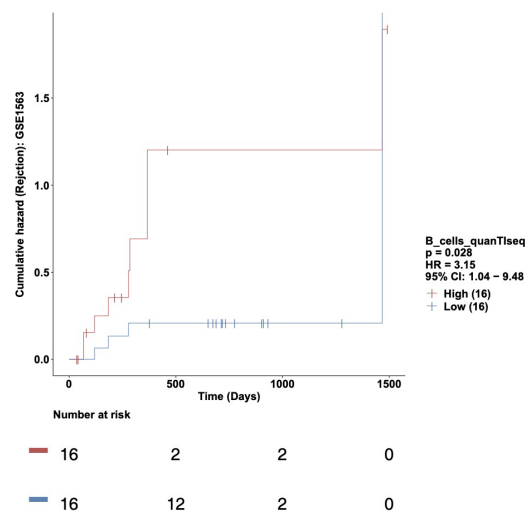 Cumulative hazard (Rejction): GSE1563
1.5
1.0
0.5
0.0
0 500 1000 1500
Time (Days)
B_cells_quanTIseq
p = 0.028
HR = 3.15
95% CI: 1.04 − 9.48
High (16)
Low (16)
Number at risk
16 2 2 0
16 12 2 0